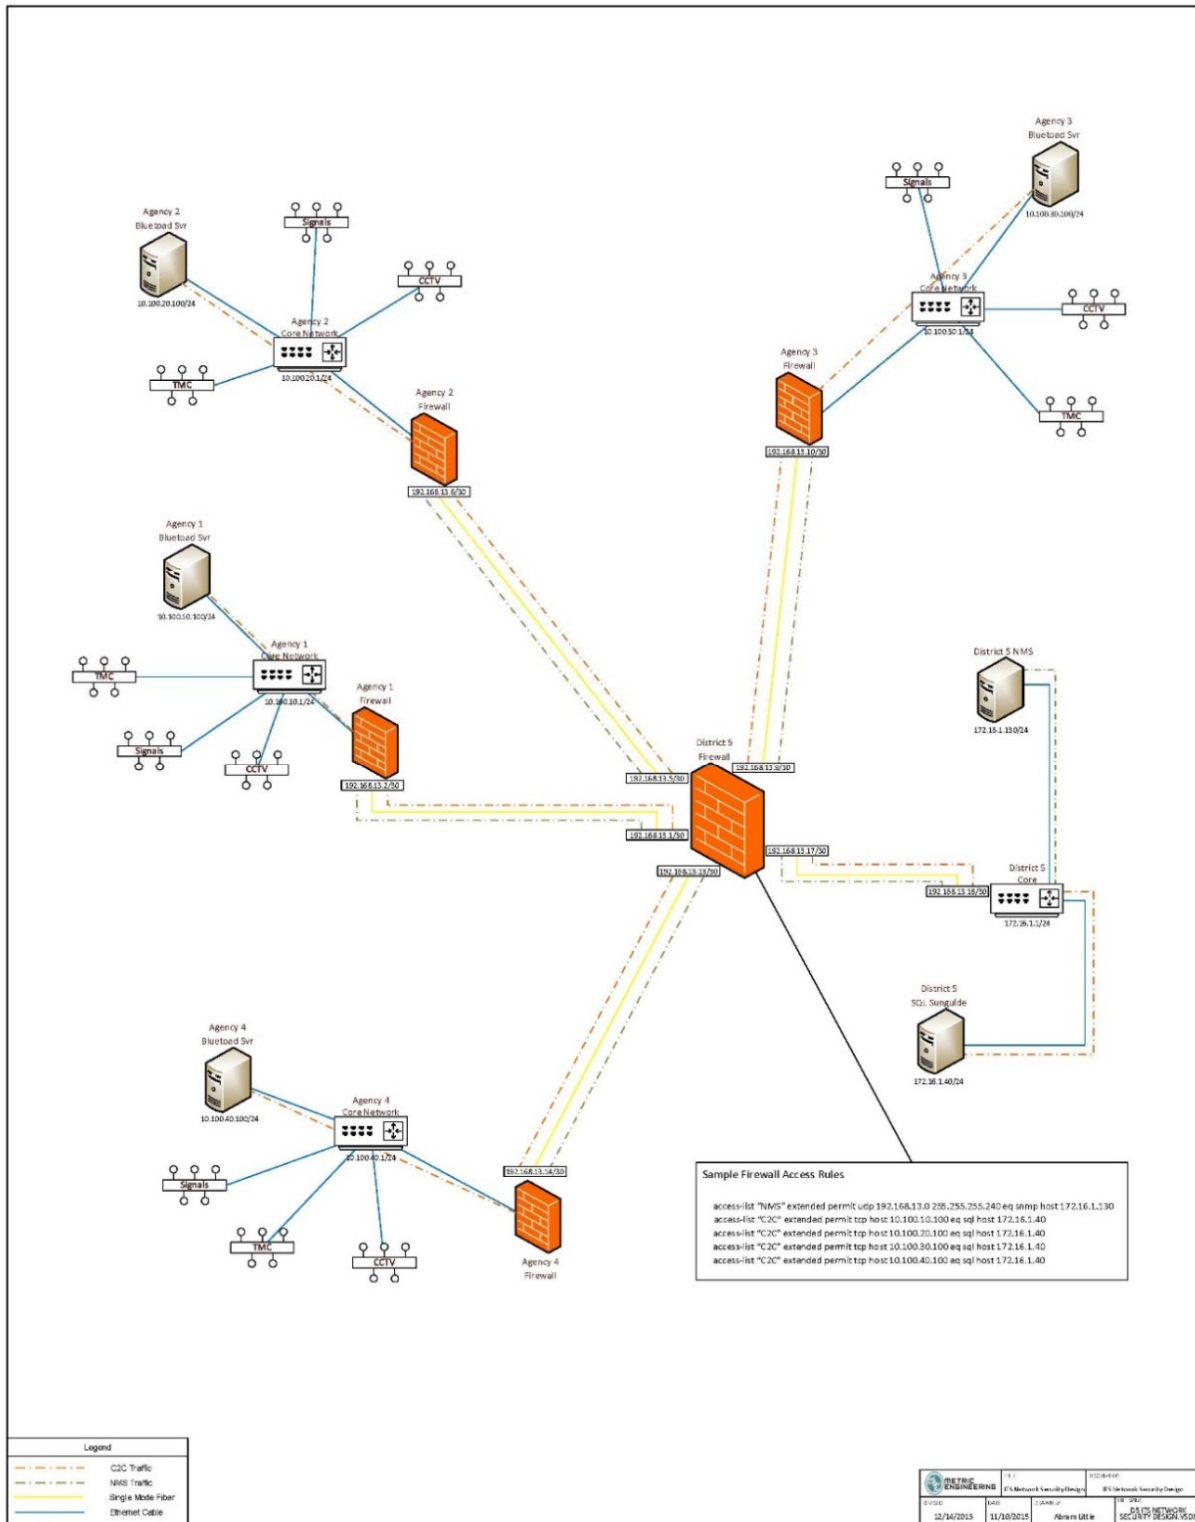 Agency 3
Bluetoad Svr
Signals
10.100.30.100/24
Agency 2
Bluetoad Svr
Signals
CCTV
10.100.20.100/24
Agency 3
Core Network
CCTV
Agency 2
Core Network
TMC
10.100.20.1/24
Agency 3
Firewall
TMC
Agency 2
Firewall
192.168.13.10/30
192.168.13.6/30
Agency 1
Bluetoad Svr
10.100.10.100/24
Agency 1
Core Network
TMC
10.100.10.1/24
District 5 NMS
172.16.1.130/24
Agency 1
Firewall
Signals
CCTV
District 5
Firewall
192.168.13.9/30
192.168.13.5/30
192.168.13.2/30
192.168.13.1/30
192.168.13.17/30
192.168.13.13/30
District 5
Core
192.168.13.18/30
172.16.1.1/24
District 5
SQL Sunguide
172.16.1.40/24
Agency 4
Bluetoad Svr
10.100.40.100/24
Agency 4
Core Network
10.100.40.1/24
Signals
192.168.13.14/30
TMC
CCTV
Agency 4
Firewall
Sample Firewall Access Rules
access-list "NMS" extended permit udp 192.168.13.0 255.255.255.240 eq snmp host 172.16.1.130
access-list "C2C" extended permit tcp host 10.100.10.100 eq sql host 172.16.1.40
access-list "C2C" extended permit tcp host 10.100.20.100 eq sql host 172.16.1.40
access-list "C2C" extended permit tcp host 10.100.30.100 eq sql host 172.16.1.40
access-list "C2C" extended permit tcp host 10.100.40.100 eq sql host 172.16.1.40
Legend
C2C Traffic
NMS Traffic
Single Mode Fiber
Ethernet Cable
METRIC ENGINEERING
ITS Network Security Design
ITS Network Security Design
DATE
12/14/2015
11/10/2015
Abram Little
D5 ITS NETWORK
SECURITY DESIGN.VSDX